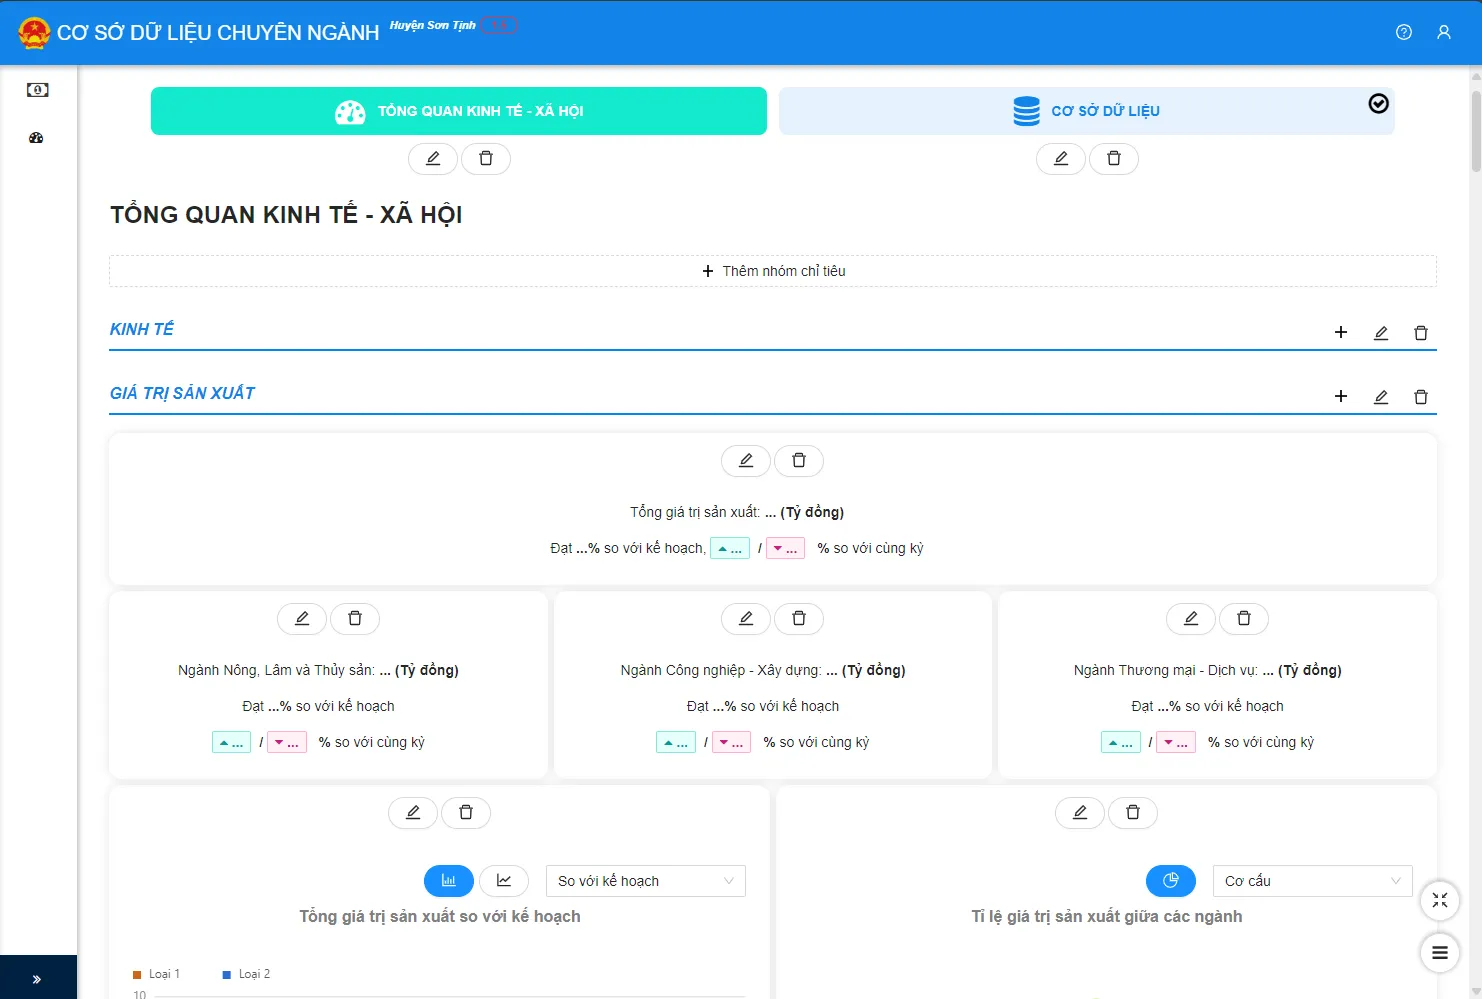 CƠ SỞ DỮ LIỆU CHUYÊN NGÀNH
Huyện Sơn Tịnh
TỔNG QUAN KINH TẾ - XÃ HỘI
CƠ SỞ DỮ LIỆU
TỔNG QUAN KINH TẾ - XÃ HỘI
+ Thêm nhóm chỉ tiêu
KINH TẾ
GIÁ TRỊ SẢN XUẤT
Tổng giá trị sản xuất: ... (Tỷ đồng)
Đạt ...% so với kế hoạch, ... / ... % so với cùng kỳ
Ngành Nông, Lâm và Thủy sản: ... (Tỷ đồng)
Đạt ...% so với kế hoạch
... / ... % so với cùng kỳ
Ngành Công nghiệp - Xây dựng: ... (Tỷ đồng)
Đạt ...% so với kế hoạch
... / ... % so với cùng kỳ
Ngành Thương mại - Dịch vụ: ... (Tỷ đồng)
Đạt ...% so với kế hoạch
... / ... % so với cùng kỳ
So với kế hoạch
Tổng giá trị sản xuất so với kế hoạch
Loại 1
Loại 2
10
Cơ cấu
Tỉ lệ giá trị sản xuất giữa các ngành